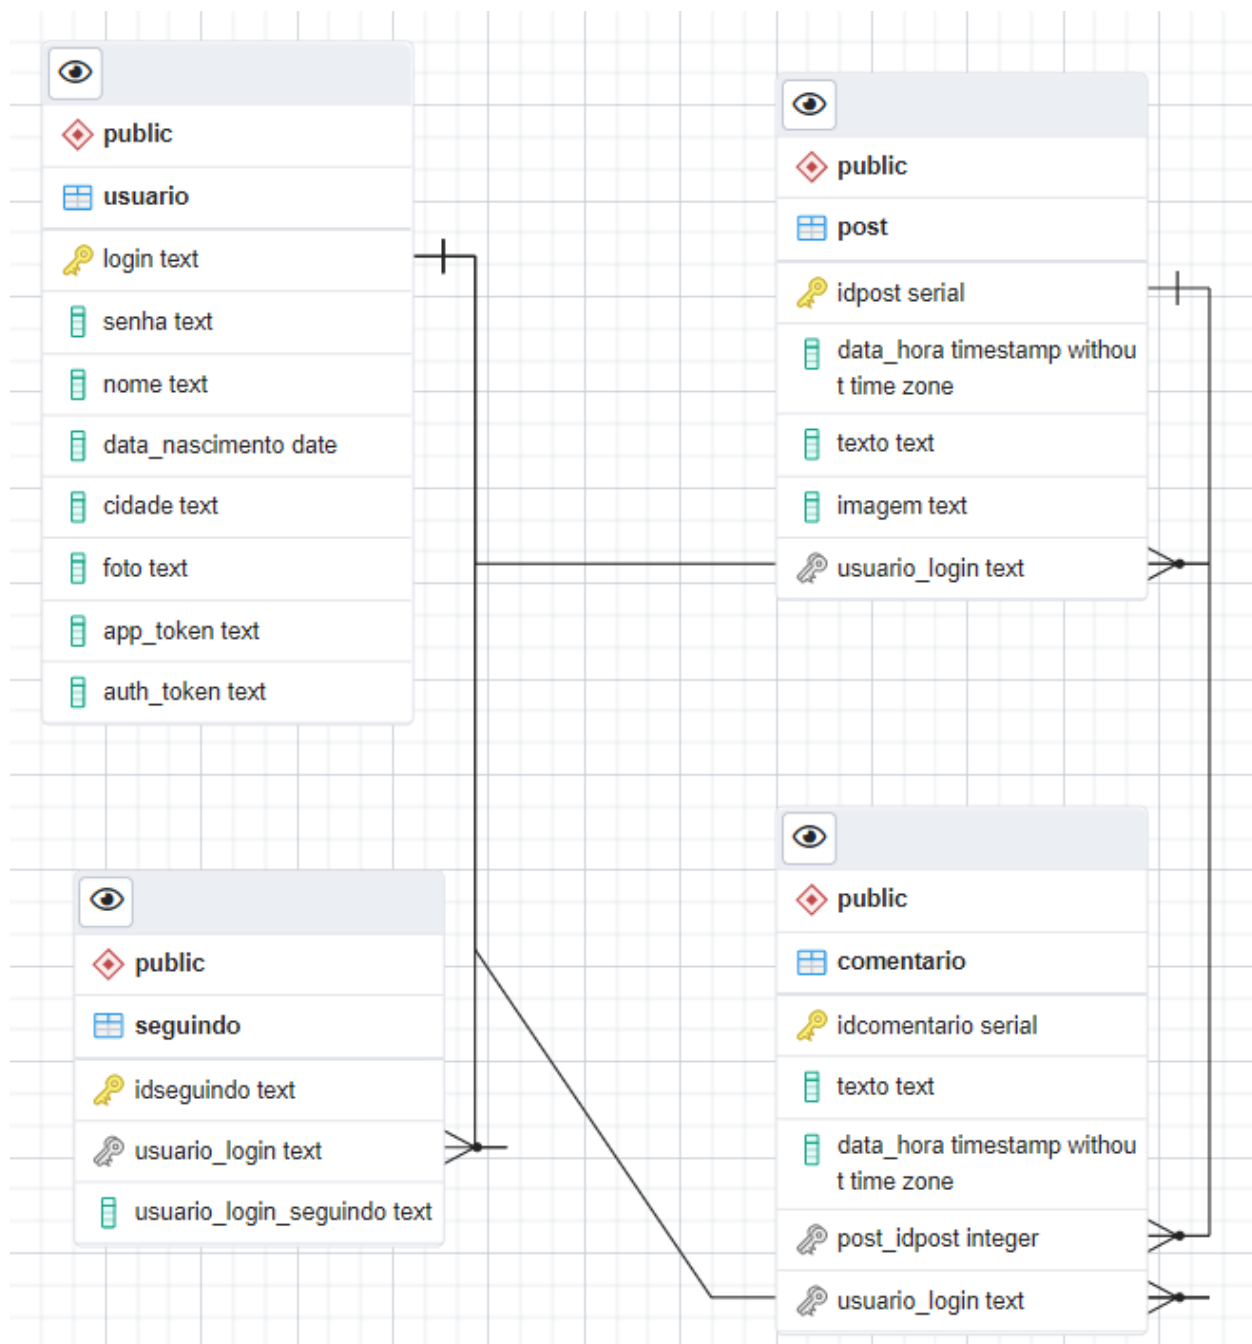 public
usuario
login text
senha text
nome text
data_nascimento date
cidade text
foto text
app_token text
auth_token text
public
post
idpost serial
data_hora timestamp withou
t time zone
texto text
imagem text
usuario_login text
public
seguindo
idseguindo text
usuario_login text
usuario_login_seguindo text
public
comentario
idcomentario serial
texto text
data_hora timestamp withou
t time zone
post_idpost integer
usuario_login text